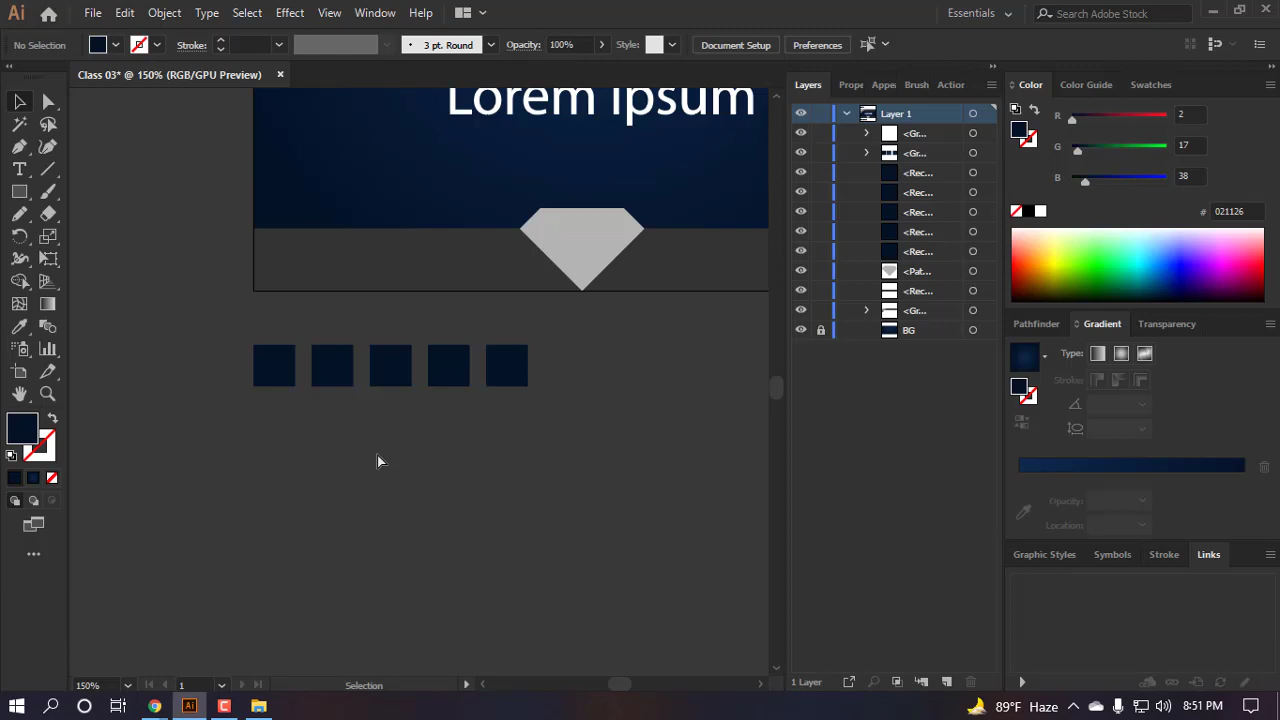 Ai File Edit Object Type Select Effect View Window Help Essentials Search Adobe Stock
No Selection Stroke: 3 pt. Round Opacity: 100% Style: Document Setup Preferences
Class 03* @ 150% (RGB/GPU Preview) ×
Layers Prope Appe Brush Action
Color Color Guide Swatches
Lorem Ipsum
Layer 1
<Gr...
<Gr...
<Rec...
<Rec...
<Rec...
<Rec...
<Rec...
<Pat...
<Rec...
<Gr...
BG
R 2
G 17
B 38
# 021126
Pathfinder Gradient Transparency
Type:
Stroke:
Opacity:
Location:
Graphic Styles Symbols Stroke Links
150% 1 Selection
1 Layer
Ai 89°F Haze 8:51 PM